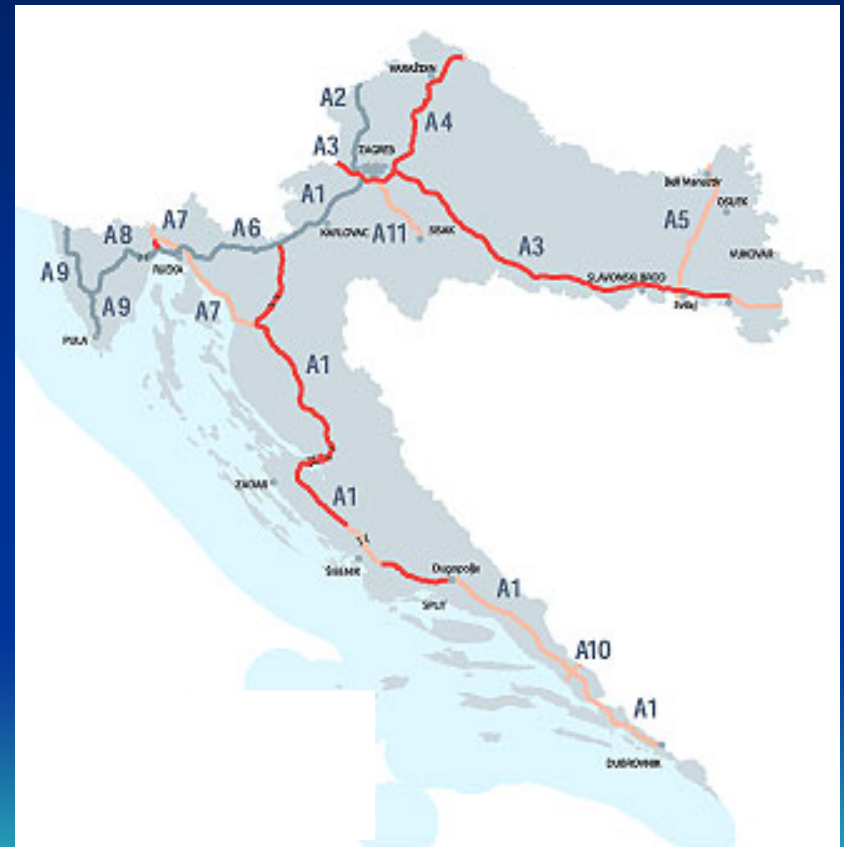 VARAŽDIN
A2
A4
A3
ZAGREB
A1
Beli Manastir
OSIJEK
A5
A7
A6
KARLOVAC
A11
SISAK
A8
RIJEKA
A3
VUKOVAR
A9
SLAVONSKI BROD
Svilaj
A9
A7
PULA
A1
ZADAR
A1
ŠIBENIK
Dugopolje
A1
SPLIT
A10
A1
DUBROVNIK